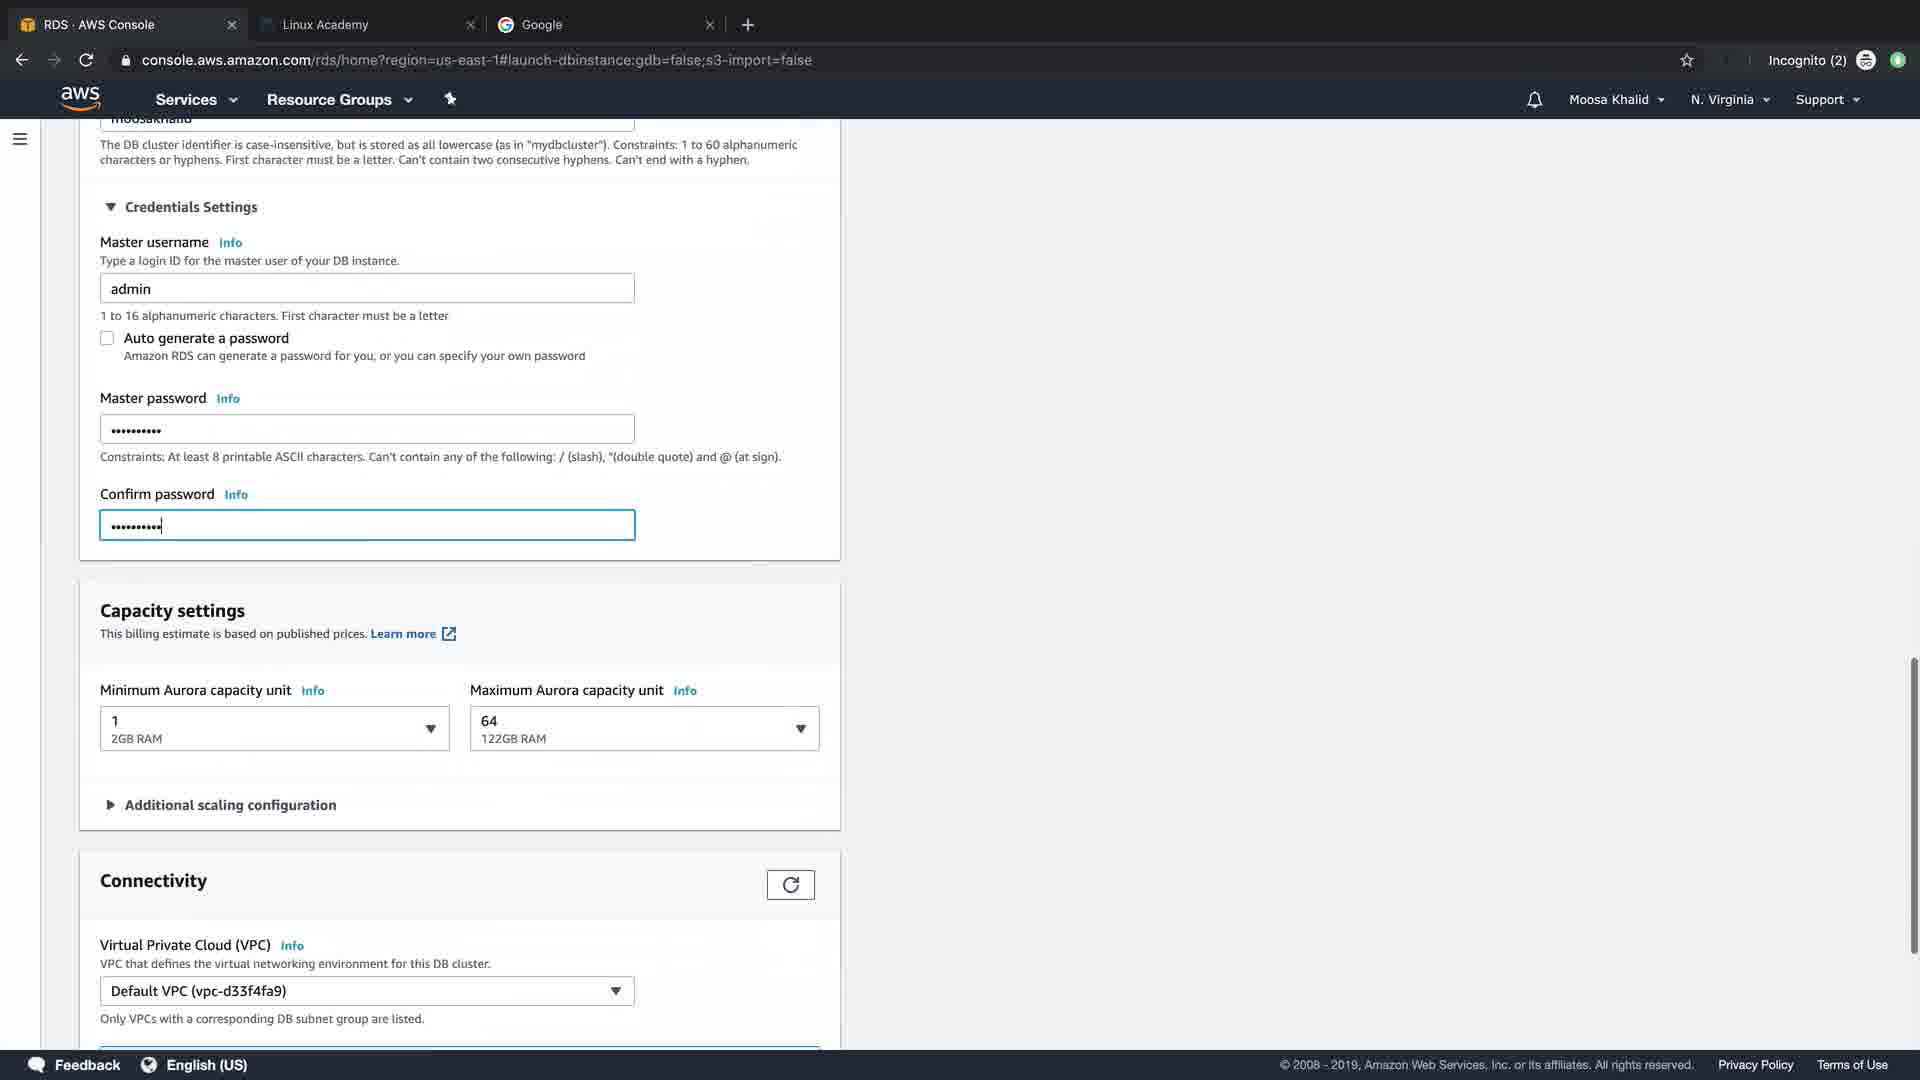 RDS · AWS Console
Linux Academy
Google
console.aws.amazon.com/rds/home?region=us-east-1#launch-dbinstance:gdb=false;s3-import=false
Incognito (2)
aws
Services
Resource Groups
Moosa Khalid
N. Virginia
Support
moosakhalid
The DB cluster identifier is case-insensitive, but is stored as all lowercase (as in "mydbcluster"). Constraints: 1 to 60 alphanumeric
characters or hyphens. First character must be a letter. Can't contain two consecutive hyphens. Can't end with a hyphen.
Credentials Settings
Master username Info
Type a login ID for the master user of your DB instance.
admin
1 to 16 alphanumeric characters. First character must be a letter
Auto generate a password
Amazon RDS can generate a password for you, or you can specify your own password
Master password Info
••••••••••
Constraints: At least 8 printable ASCII characters. Can't contain any of the following: / (slash), "(double quote) and @ (at sign).
Confirm password Info
••••••••••
Capacity settings
This billing estimate is based on published prices. Learn more
Minimum Aurora capacity unit Info
Maximum Aurora capacity unit Info
1
2GB RAM
64
122GB RAM
Additional scaling configuration
Connectivity
Virtual Private Cloud (VPC) Info
VPC that defines the virtual networking environment for this DB cluster.
Default VPC (vpc-d33f4fa9)
Only VPCs with a corresponding DB subnet group are listed.
Feedback
English (US)
© 2008 - 2019, Amazon Web Services, Inc. or its affiliates. All rights reserved.
Privacy Policy
Terms of Use